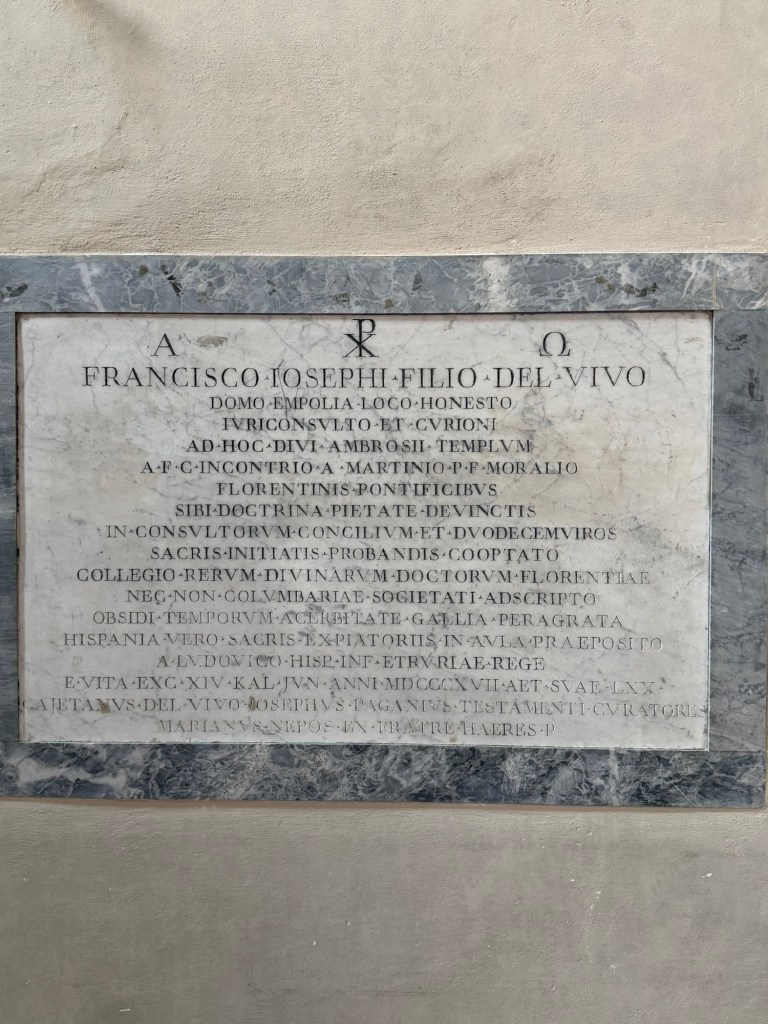 Α ☧ Ω
FRANCISCO·IOSEPHI·FILIO·DEL·VIVO
DOMO·EMPOLIA·LOCO·HONESTO
IVRICONSVLTO·ET·CVRIONI
AD·HOC·DIVI·AMBROSII·TEMPLVM
A·F·C·INCONTRIO·A·MARTINIO·P·F·MORALIO
FLORENTINIS·PONTIFICIBVS
SIBI·DOCTRINA·PIETATE·DEVINCTIS
IN·CONSVLTORVM·CONCILIVM·ET·DVODECEMVIROS
SACRIS·INITIATIS·PROBANDIS·COOPTATO
COLLEGIO·RERVM·DIVINARVM·DOCTORVM·FLORENTIAE
NEC·NON·COLVMBARIAE·SOCIETATI·ADSCRIPTO
OBSIDI·TEMPORVM·ACERBITATE·GALLIA·PERAGRATA
HISPANIA·VERO·SACRIS·EXPIATORIIS·IN·AVLA·PRAEPOSITO
A·LVDOVICO·HISP·INF·ETRVRIAE·REGE
E·VITA·EXC·XIV·KAL·JVN·ANNI·MDCCCXVII·AET·SVAE·LXX·
CAJETANVS·DEL·VIVO·IOSEPHVS·PAGANIVS·TESTAMENTI·CVRATORES
MARIANVS·NEPOS·EX·FRATRE·HAERES·P